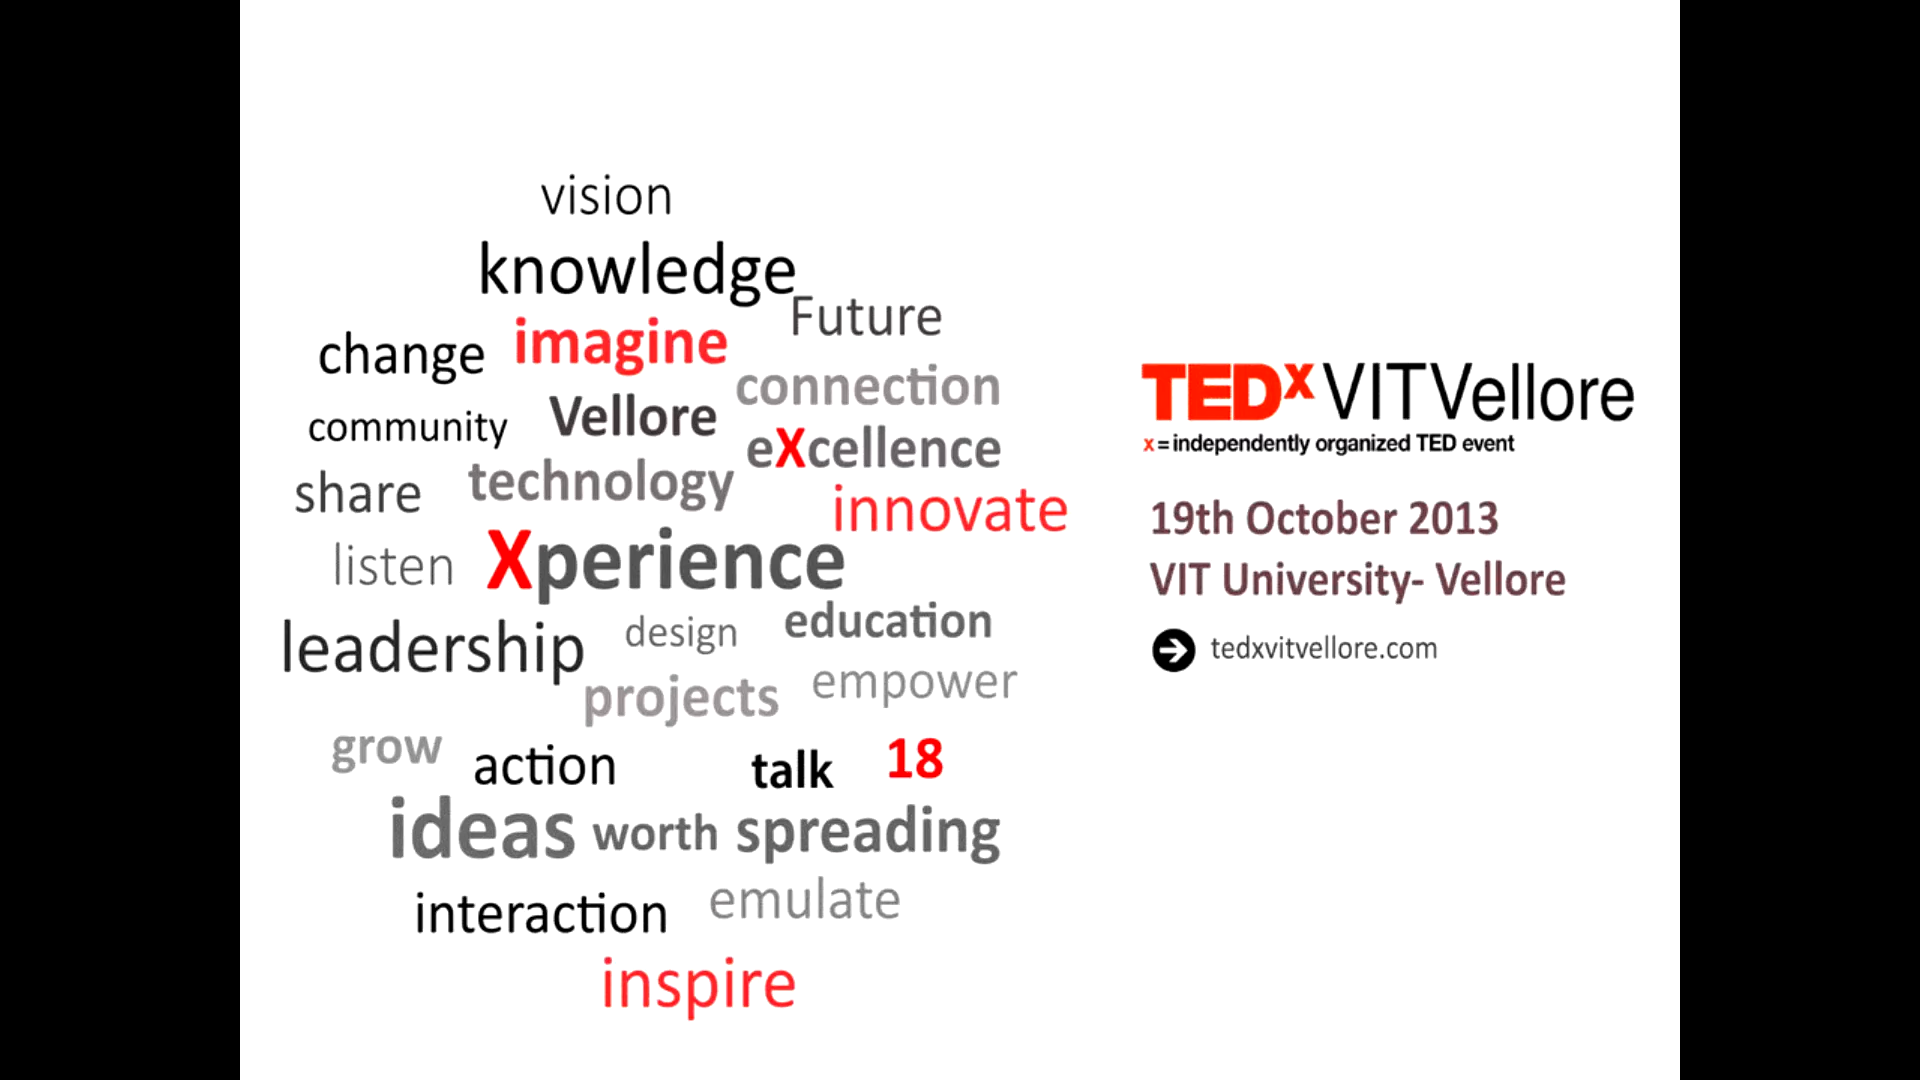 vision
knowledge
Future
change imagine
connection
community Vellore
eXcellence
share technology
innovate
listen Xperience
leadership design education
projects empower
grow action talk 18
ideas worth spreading
interaction emulate
inspire
TEDx VITVellore
x = independently organized TED event
19th October 2013
VIT University- Vellore
tedxvitvellore.com